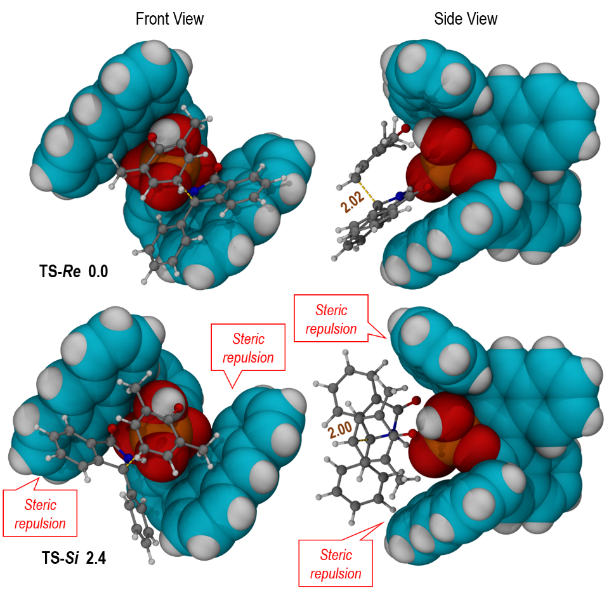 Front View
Side View
2.02
TS-Re 0.0
Steric
repulsion
Steric
repulsion
2.00
Steric
repulsion
TS-Si 2.4
Steric
repulsion